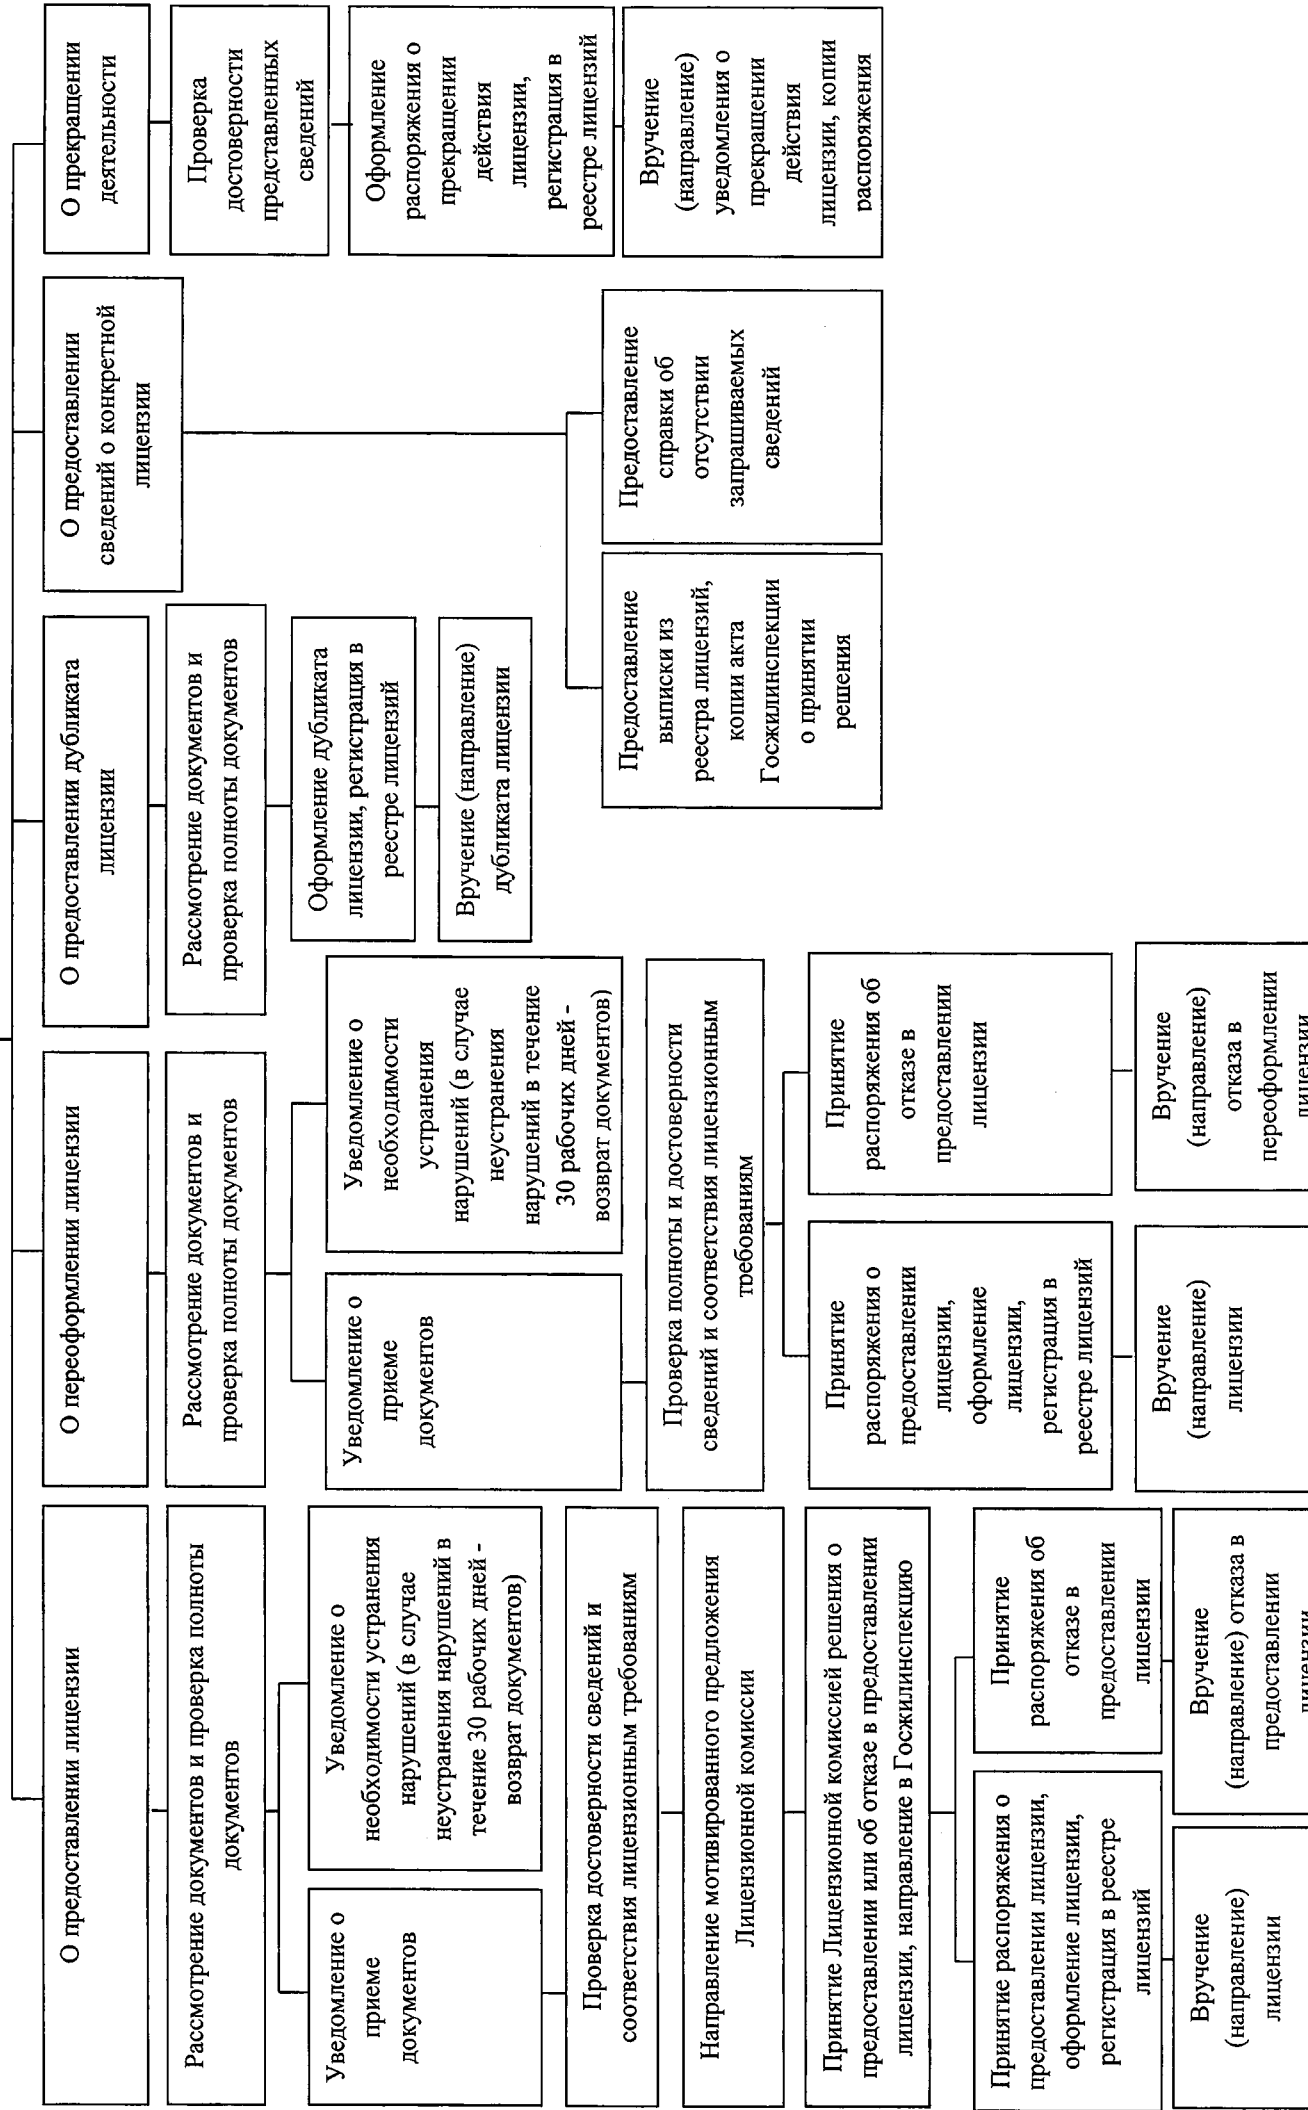 О предоставлении лицензии
Рассмотрение документов и проверка полноты
документов
Уведомление о
приеме
документов
Уведомление о
необходимости устранения
нарушений (в случае
неустранения нарушений в
течение 30 рабочих дней -
возврат документов)
Проверка достоверности сведений и
соответствия лицензионным требованиям
Направление мотивированного предложения
Лицензионной комиссии
Принятие Лицензионной комиссией решения о
предоставлении или об отказе в предоставлении
лицензии, направление в Госжилинспекцию
Принятие распоряжения о
предоставлении лицензии,
оформление лицензии,
регистрация в реестре
лицензий
Принятие
распоряжения об
отказе в
предоставлении
лицензии
Вручение
(направление)
лицензии
Вручение
(направление) отказа в
предоставлении
лицензии
О переоформлении лицензии
Рассмотрение документов и
проверка полноты документов
Уведомление о
приеме
документов
Уведомление о
необходимости
устранения
нарушений (в случае
неустранения
нарушений в течение
30 рабочих дней -
возврат документов)
Проверка полноты и достоверности
сведений и соответствия лицензионным
требованиям
Принятие
распоряжения о
предоставлении
лицензии,
оформление
лицензии,
регистрация в
реестре лицензий
Принятие
распоряжения об
отказе в
предоставлении
лицензии
Вручение
(направление)
лицензии
Вручение
(направление)
отказа в
переоформлении
лицензии
О предоставлении дубликата
лицензии
Рассмотрение документов и
проверка полноты документов
Оформление дубликата
лицензии, регистрация в
реестре лицензий
Вручение (направление)
дубликата лицензии
О предоставлении
сведений о конкретной
лицензии
Предоставление
выписки из
реестра лицензий,
копии акта
Госжилинспекции
о принятии
решения
Предоставление
справки об
отсутствии
запрашиваемых
сведений
О прекращении
деятельности
Проверка
достоверности
представленных
сведений
Оформление
распоряжения о
прекращении
действия
лицензии,
регистрация в
реестре лицензий
Вручение
(направление)
уведомления о
прекращении
действия
лицензии, копии
распоряжения